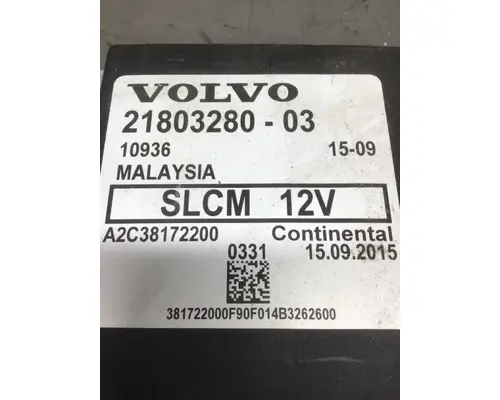 VOLVO
21803280 - 03
10936 15-09
MALAYSIA
SLCM 12V
A2C38172200 Continental
0331 15.09.2015
381722000F90F014B3262600